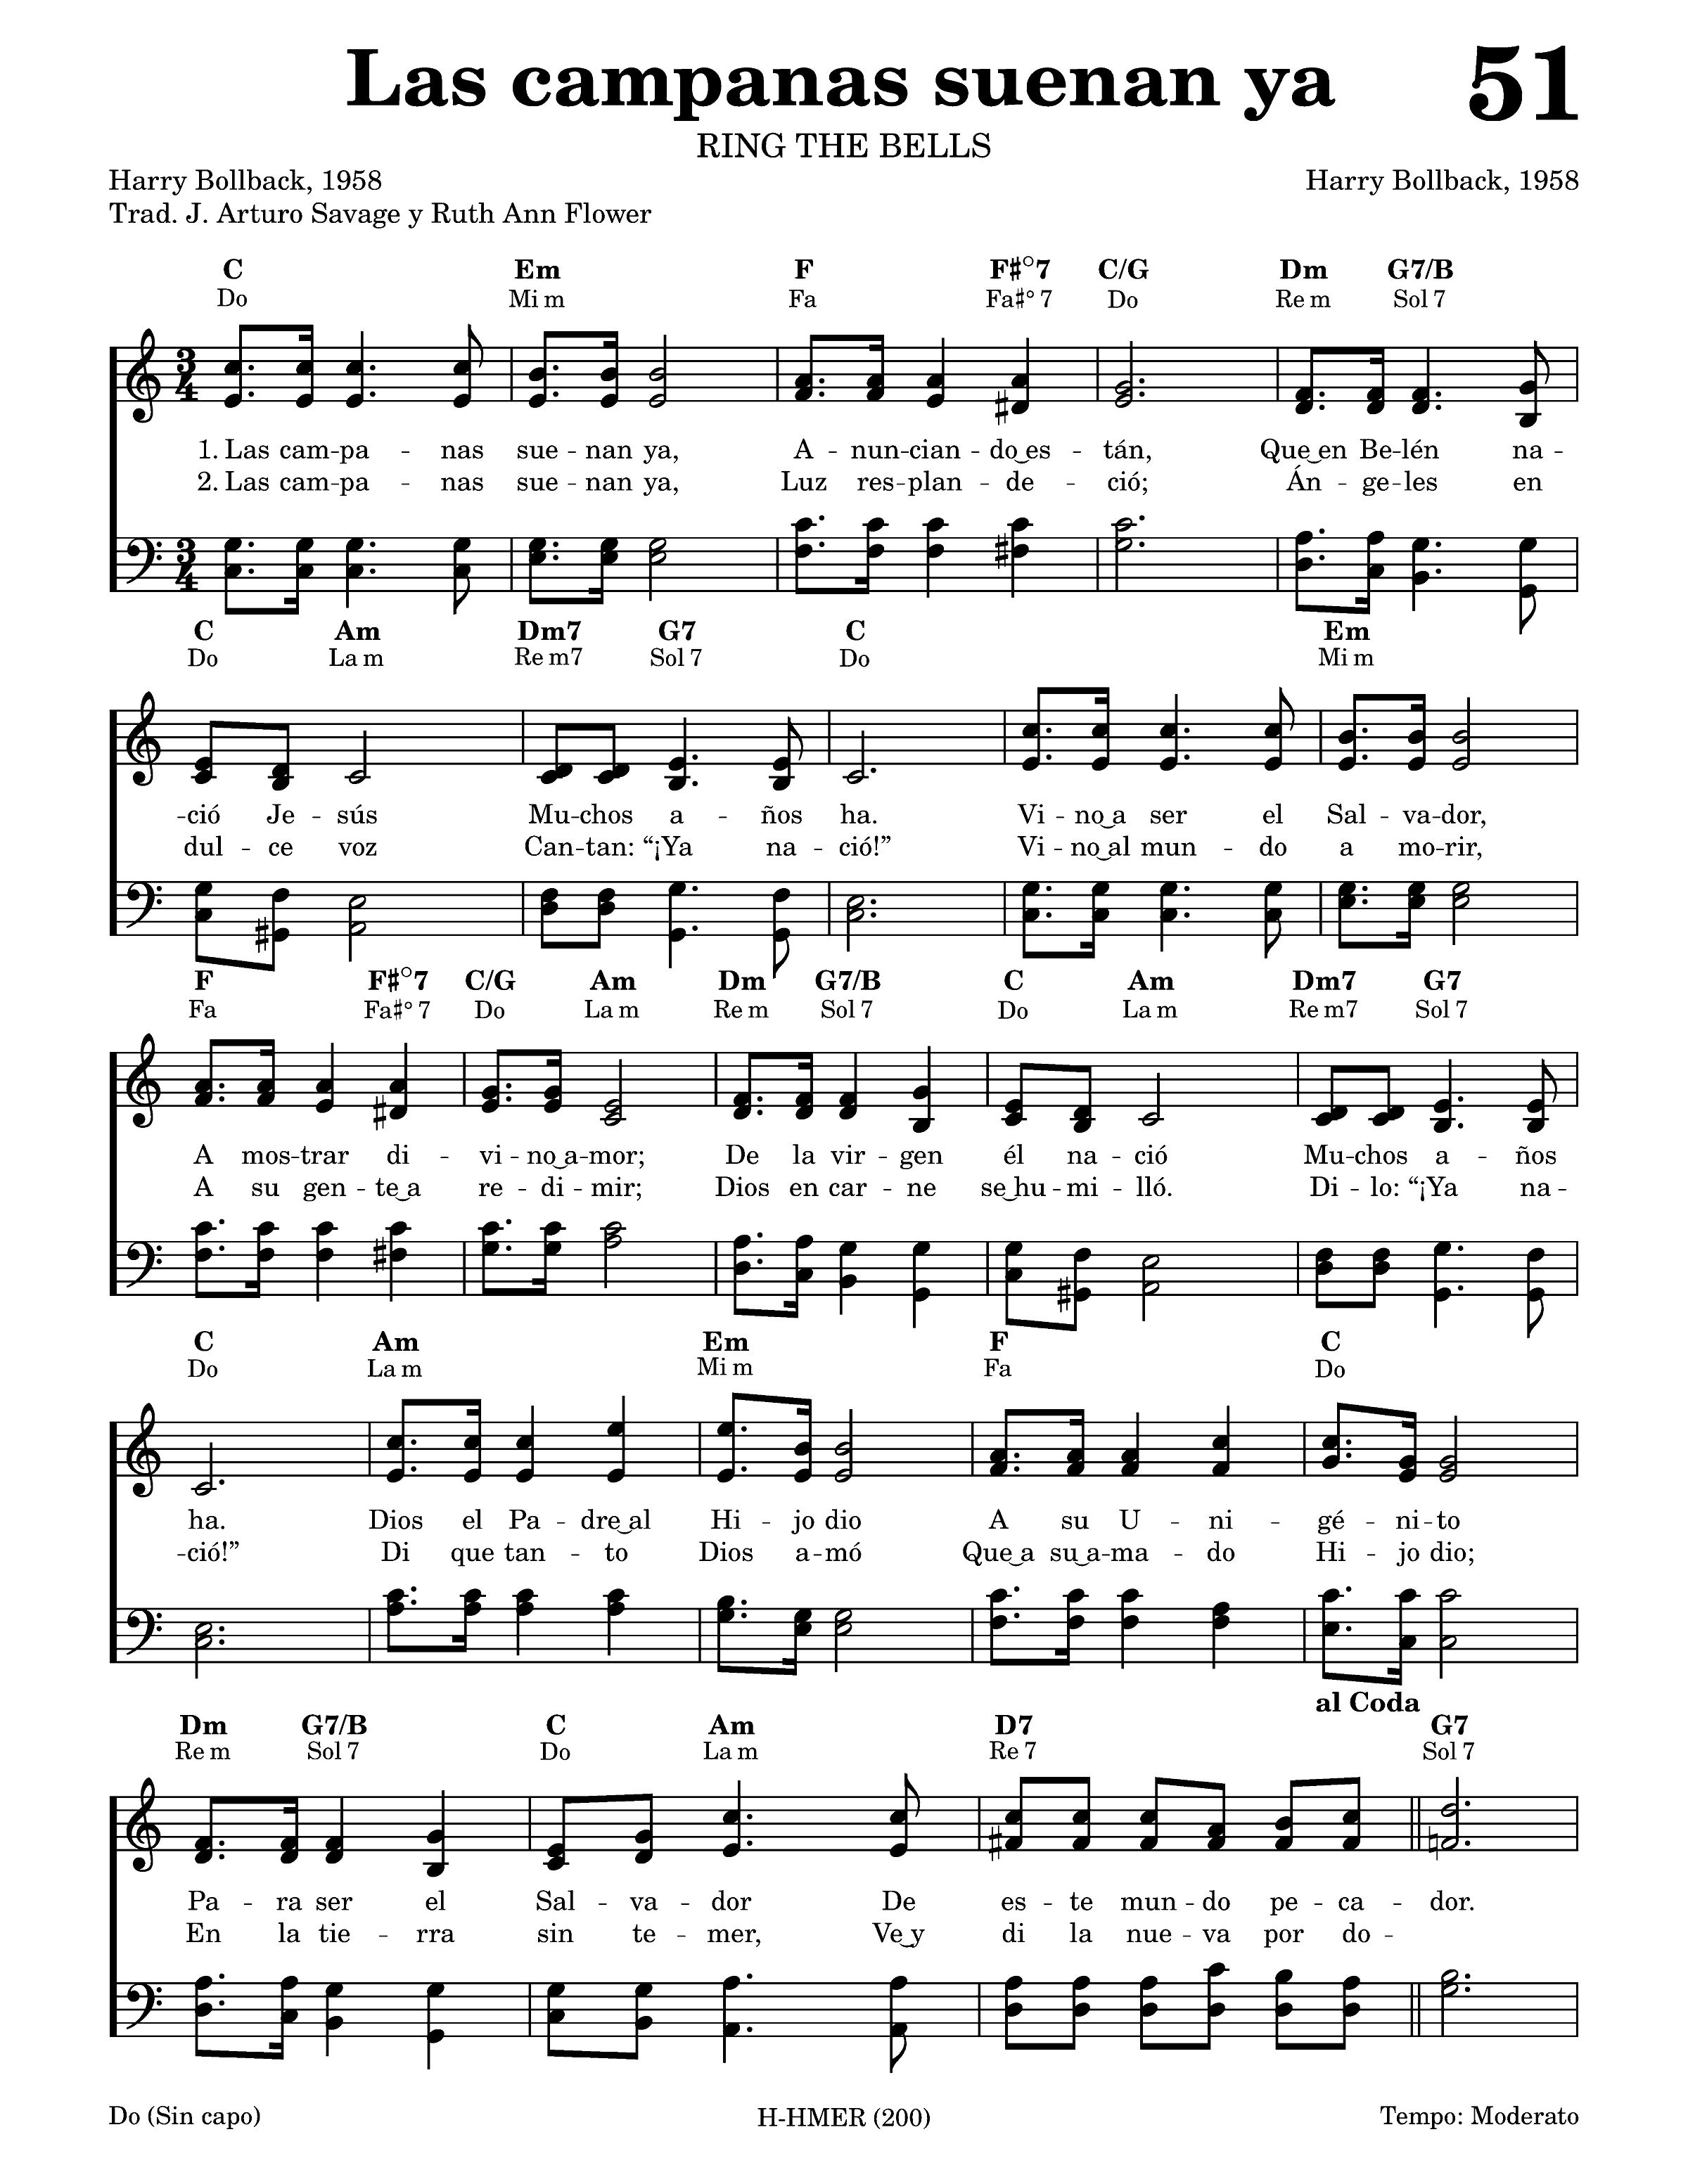 Las campanas suenan ya 51
RING THE BELLS
Harry Bollback, 1958 Harry Bollback, 1958
Trad. J. Arturo Savage y Ruth Ann Flower
C Em F F♯○7 C/G Dm G7/B
Do Mi m Fa Fa♯° 7 Do Re m Sol 7
3 4
1. Las cam -- pa -- nas sue -- nan ya, A -- nun -- cian -- do‿es -- tán, Que‿en Be -- lén na --
2. Las cam -- pa -- nas sue -- nan ya, Luz res -- plan -- de -- ció; Án -- ge -- les en
3 4
C Am Dm7 G7 C Em
Do La m Re m7 Sol 7 Do Mi m
-- ció Je -- sús Mu -- chos a -- ños ha. Vi -- no‿a ser el Sal -- va -- dor,
dul -- ce voz Can -- tan: “¡Ya na -- ció!” Vi -- no‿al mun -- do a mo -- rir,
F F♯○7 C/G Am Dm G7/B C Am Dm7 G7
Fa Fa♯° 7 Do La m Re m Sol 7 Do La m Re m7 Sol 7
A mos -- trar di -- vi -- no‿a -- mor; De la vir -- gen él na -- ció Mu -- chos a -- ños
A su gen -- te‿a re -- di -- mir; Dios en car -- ne se‿hu -- mi -- lló. Di -- lo: “¡Ya na --
C Am Em F C
Do La m Mi m Fa Do
ha. Dios el Pa -- dre‿al Hi -- jo dio A su U -- ni -- gé -- ni -- to
-- ció!” Di que tan -- to Dios a -- mó Que‿a su‿a -- ma -- do Hi -- jo dio;
al Coda
Dm G7/B C Am D7 G7
Re m Sol 7 Do La m Re 7 Sol 7
Pa -- ra ser el Sal -- va -- dor De es -- te mun -- do pe -- ca -- dor.
En la tie -- rra sin te -- mer, Ve‿y di la nue -- va por do --
Do (Sin capo) H-HMER (200) Tempo: Moderato